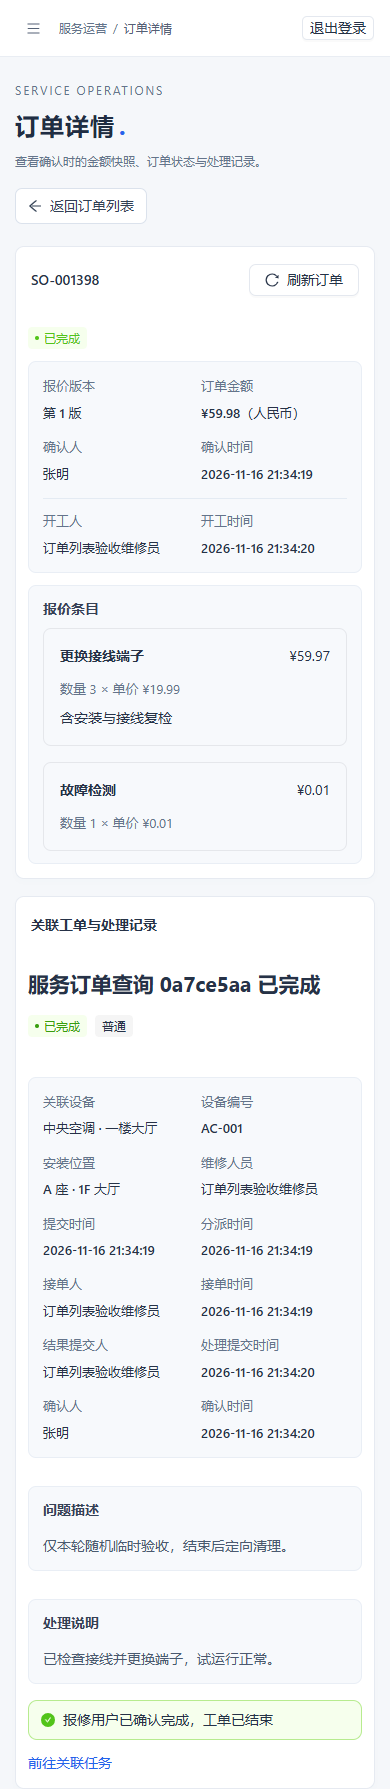 服务运营 / 订单详情
退出登录
SERVICE OPERATIONS
订单详情.
查看确认时的金额快照、订单状态与处理记录。
返回订单列表
SO-001398
刷新订单
已完成
报价版本 订单金额
第 1 版 ¥59.98（人民币）
确认人 确认时间
张明 2026-11-16 21:34:19
开工人 开工时间
订单列表验收维修员 2026-11-16 21:34:20
报价条目
更换接线端子 ¥59.97
数量 3 × 单价 ¥19.99
含安装与接线复检
故障检测 ¥0.01
数量 1 × 单价 ¥0.01
关联工单与处理记录
服务订单查询 0a7ce5aa 已完成
已完成 普通
关联设备 设备编号
中央空调 · 一楼大厅 AC-001
安装位置 维修人员
A 座 · 1F 大厅 订单列表验收维修员
提交时间 分派时间
2026-11-16 21:34:19 2026-11-16 21:34:19
接单人 接单时间
订单列表验收维修员 2026-11-16 21:34:19
结果提交人 处理提交时间
订单列表验收维修员 2026-11-16 21:34:20
确认人 确认时间
张明 2026-11-16 21:34:20
问题描述
仅本轮随机临时验收，结束后定向清理。
处理说明
已检查接线并更换端子，试运行正常。
报修用户已确认完成，工单已结束
前往关联任务